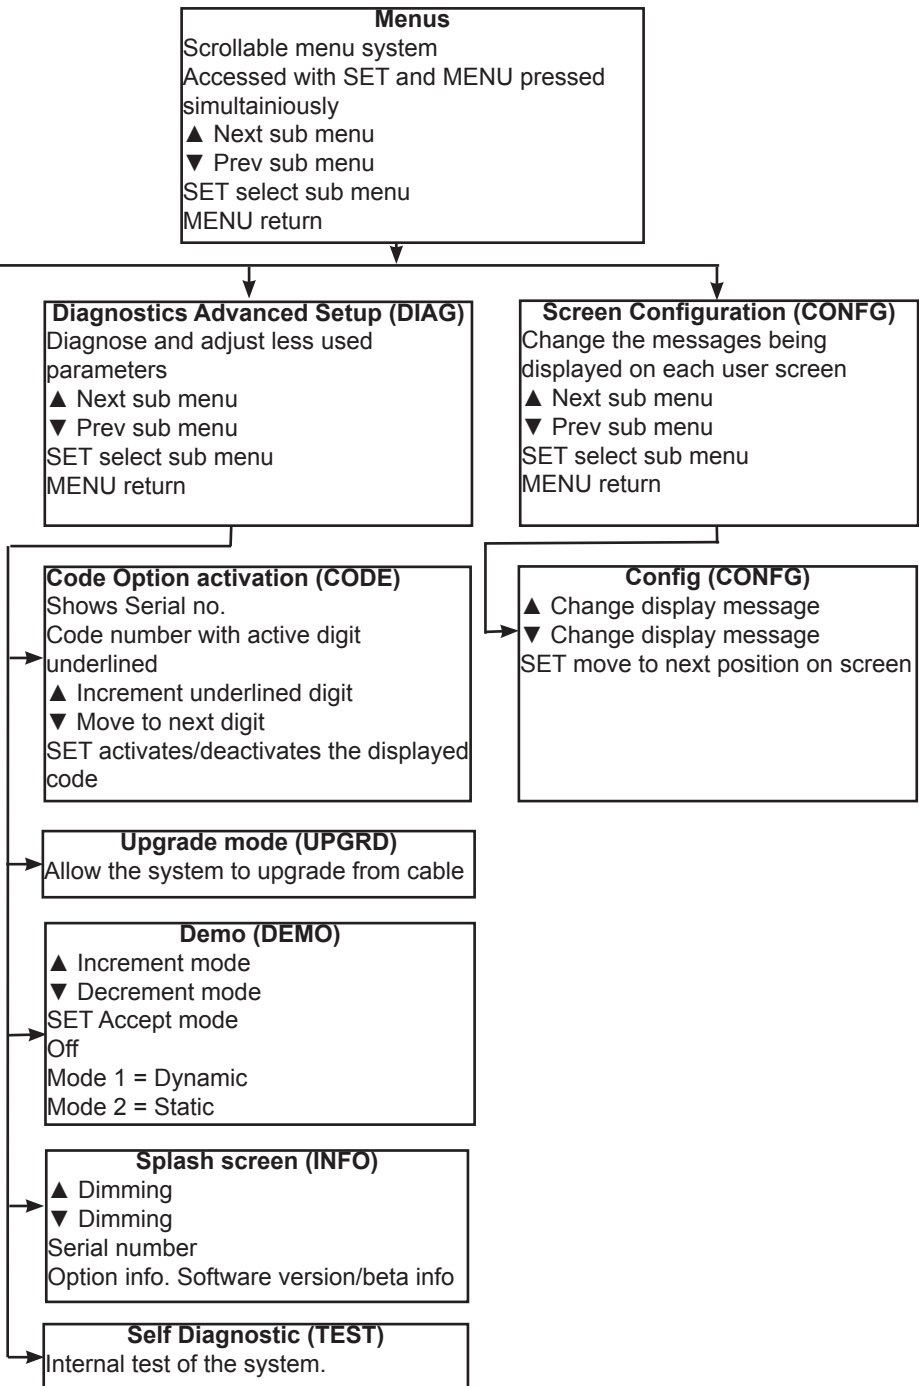 Menus
Scrollable menu system
Accessed with SET and MENU pressed
simultainiously
▲ Next sub menu
▼ Prev sub menu
SET select sub menu
MENU return
Diagnostics Advanced Setup (DIAG)
Diagnose and adjust less used
parameters
▲ Next sub menu
▼ Prev sub menu
SET select sub menu
MENU return
Screen Configuration (CONFG)
Change the messages being
displayed on each user screen
▲ Next sub menu
▼ Prev sub menu
SET select sub menu
MENU return
Code Option activation (CODE)
Shows Serial no.
Code number with active digit
underlined
▲ Increment underlined digit
▼ Move to next digit
SET activates/deactivates the displayed
code
Config (CONFG)
▲ Change display message
▼ Change display message
SET move to next position on screen
Upgrade mode (UPGRD)
Allow the system to upgrade from cable
Demo (DEMO)
▲ Increment mode
▼ Decrement mode
SET Accept mode
Off
Mode 1 = Dynamic
Mode 2 = Static
Splash screen (INFO)
▲ Dimming
▼ Dimming
Serial number
Option info. Software version/beta info
Self Diagnostic (TEST)
Internal test of the system.